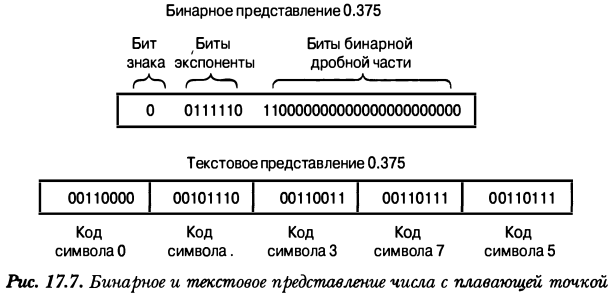 Бинарное представление 0.375
Бит знака
Биты экспоненты
Биты бинарной дробной части
0 0111110 110000000000000000000000
Текстовое представление 0.375
00110000 00101110 00110011 00110111 00110111
Код символа 0
Код символа .
Код символа 3
Код символа 7
Код символа 5
Рис. 17.7. Бинарное и текстовое представление числа с плавающей точкой